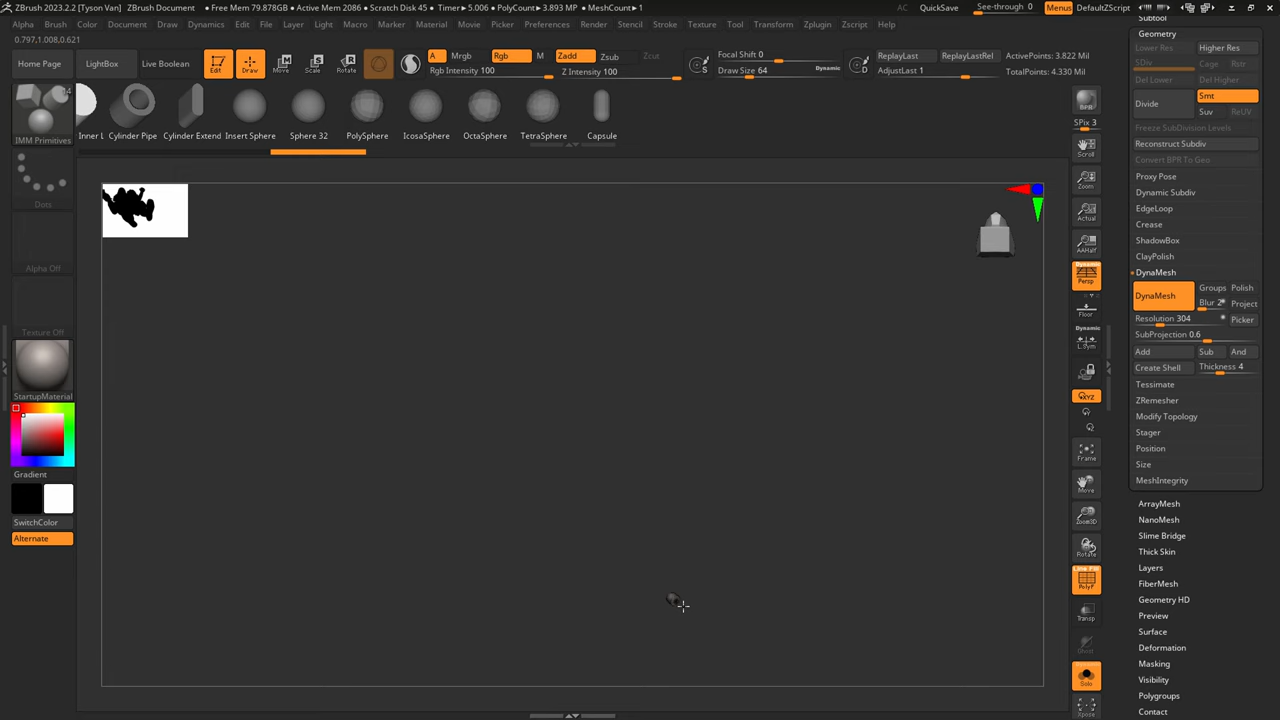 ZBrush 2023.2.2 [Tyson Van]
ZBrush Document
• Free Mem 79.878GB • Active Mem 2086 • Scratch Disk 45 • Timer▸5.006 • PolyCount▸3.893 MP • MeshCount▸1
AC
QuickSave
See-through 0
Menus
DefaultZScript
Alpha
Brush
Color
Document
Draw
Dynamics
Edit
File
Layer
Light
Macro
Marker
Material
Movie
Picker
Preferences
Render
Stencil
Stroke
Texture
Tool
Transform
Zplugin
Zscript
Help
0.797,1.008,0.621
Home Page
LightBox
Live Boolean
Edit
Draw
Move
Scale
Rotate
A
Mrgb
Rgb
M
Rgb Intensity 100
Zadd
Zsub
Zcut
Z Intensity 100
S
Focal Shift 0
Draw Size 64
Dynamic
D
ReplayLast
ReplayLastRel
AdjustLast 1
ActivePoints: 3.822 Mil
TotalPoints: 4.330 Mil
14
IMM Primitives
Inner L
Cylinder Pipe
Cylinder Extend
Insert Sphere
Sphere 32
PolySphere
IcosaSphere
OctaSphere
TetraSphere
Capsule
Dots
Alpha Off
Texture Off
StartupMaterial
Gradient
SwitchColor
Alternate
BPR
SPix 3
Scroll
Zoom
Actual
AAHalf
Dynamic
Persp
Floor
Dynamic
L.Sym
XYZ
Frame
Move
Zoom3D
Rotate
Line Fill
PolyF
Transp
Ghost
Solo
Xpose
Subtool
Geometry
Lower Res
Higher Res
SDiv
Cage
Rstr
Del Lower
Del Higher
Divide
Smt
Suv
ReUV
Freeze SubDivision Levels
Reconstruct Subdiv
Convert BPR To Geo
Proxy Pose
Dynamic Subdiv
EdgeLoop
Crease
ShadowBox
ClayPolish
DynaMesh
DynaMesh
Groups
Polish
Blur 2
Project
Resolution 304
Picker
SubProjection 0.6
Add
Sub
And
Create Shell
Thickness 4
Tessimate
ZRemesher
Modify Topology
Stager
Position
Size
MeshIntegrity
ArrayMesh
NanoMesh
Slime Bridge
Thick Skin
Layers
FiberMesh
Geometry HD
Preview
Surface
Deformation
Masking
Visibility
Polygroups
Contact